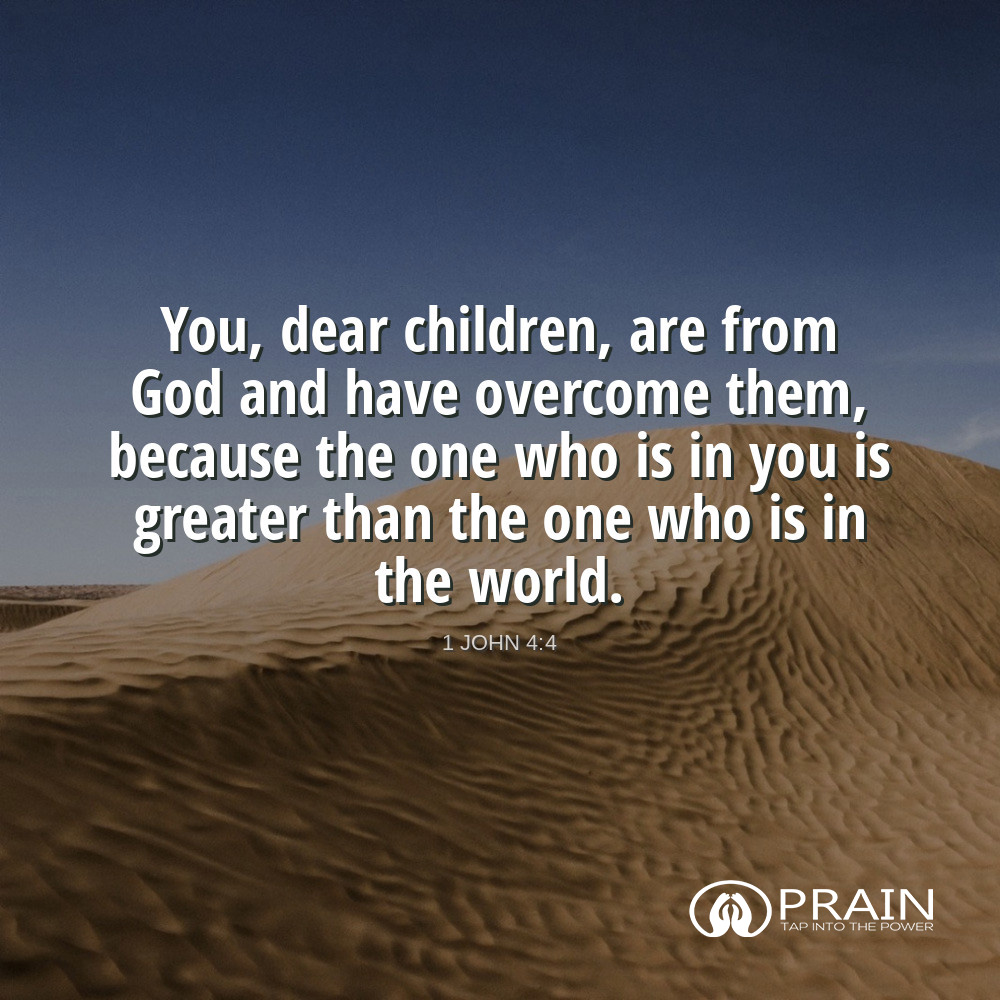 You, dear children, are from
God and have overcome them,
because the one who is in you is
greater than the one who is in
the world.
1 JOHN 4:4
PRAIN
TAP INTO THE POWER